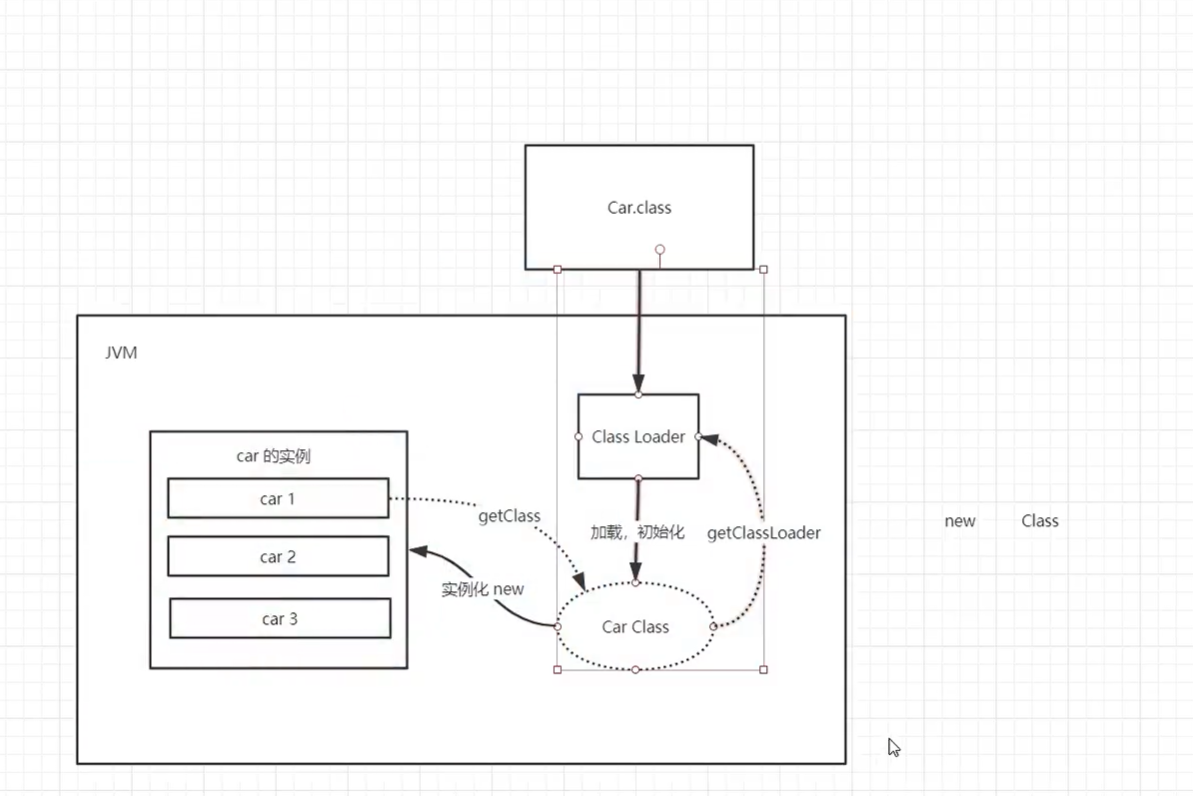 Car.class
JVM
Class Loader
car 的实例
car 1
getClass
加载，初始化
getClassLoader
new
Class
car 2
实例化 new
car 3
Car Class